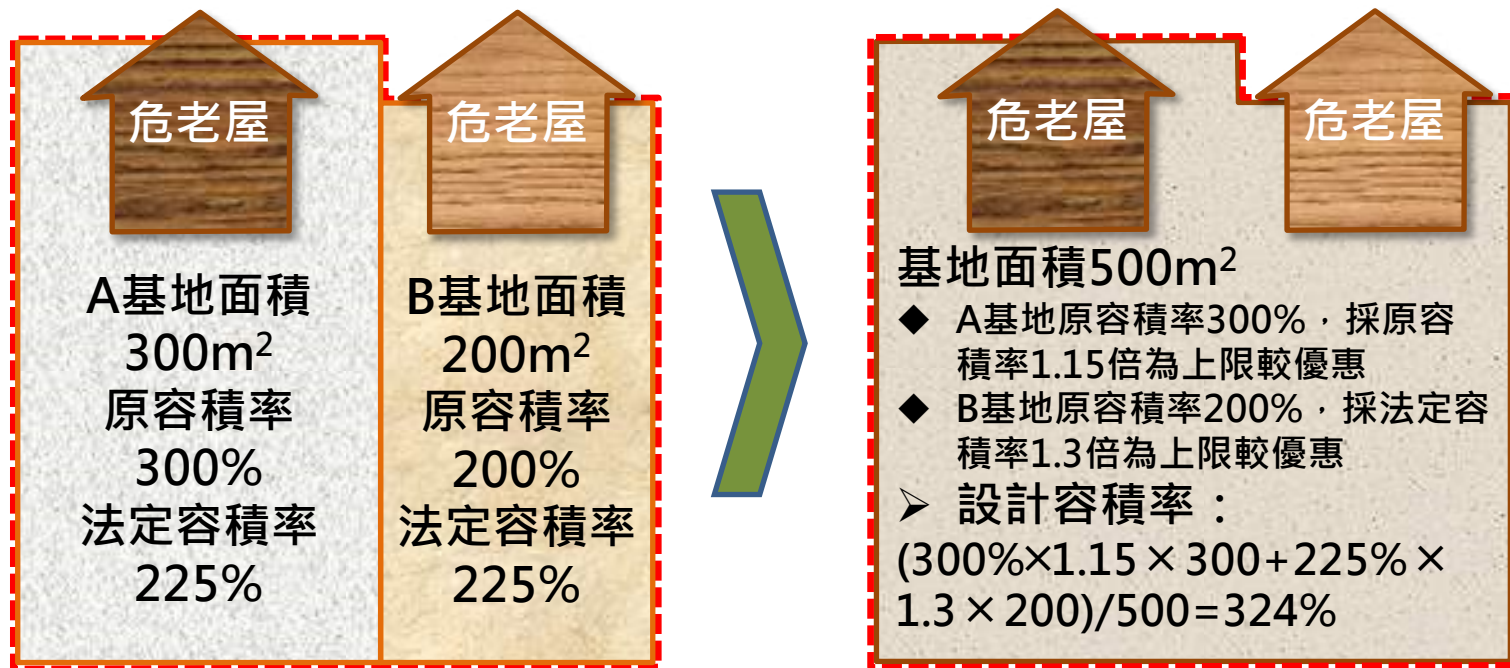 危老屋
A基地面積
300m²
原容積率
300%
法定容積率
225%
危老屋
B基地面積
200m²
原容積率
200%
法定容積率
225%
危老屋
危老屋
基地面積500m²
◆ A基地原容積率300%，採原容
積率1.15倍為上限較優惠
◆ B基地原容積率200%，採法定容
積率1.3倍為上限較優惠
➢ 設計容積率：
(300%×1.15×300+225%×
1.3×200)/500=324%